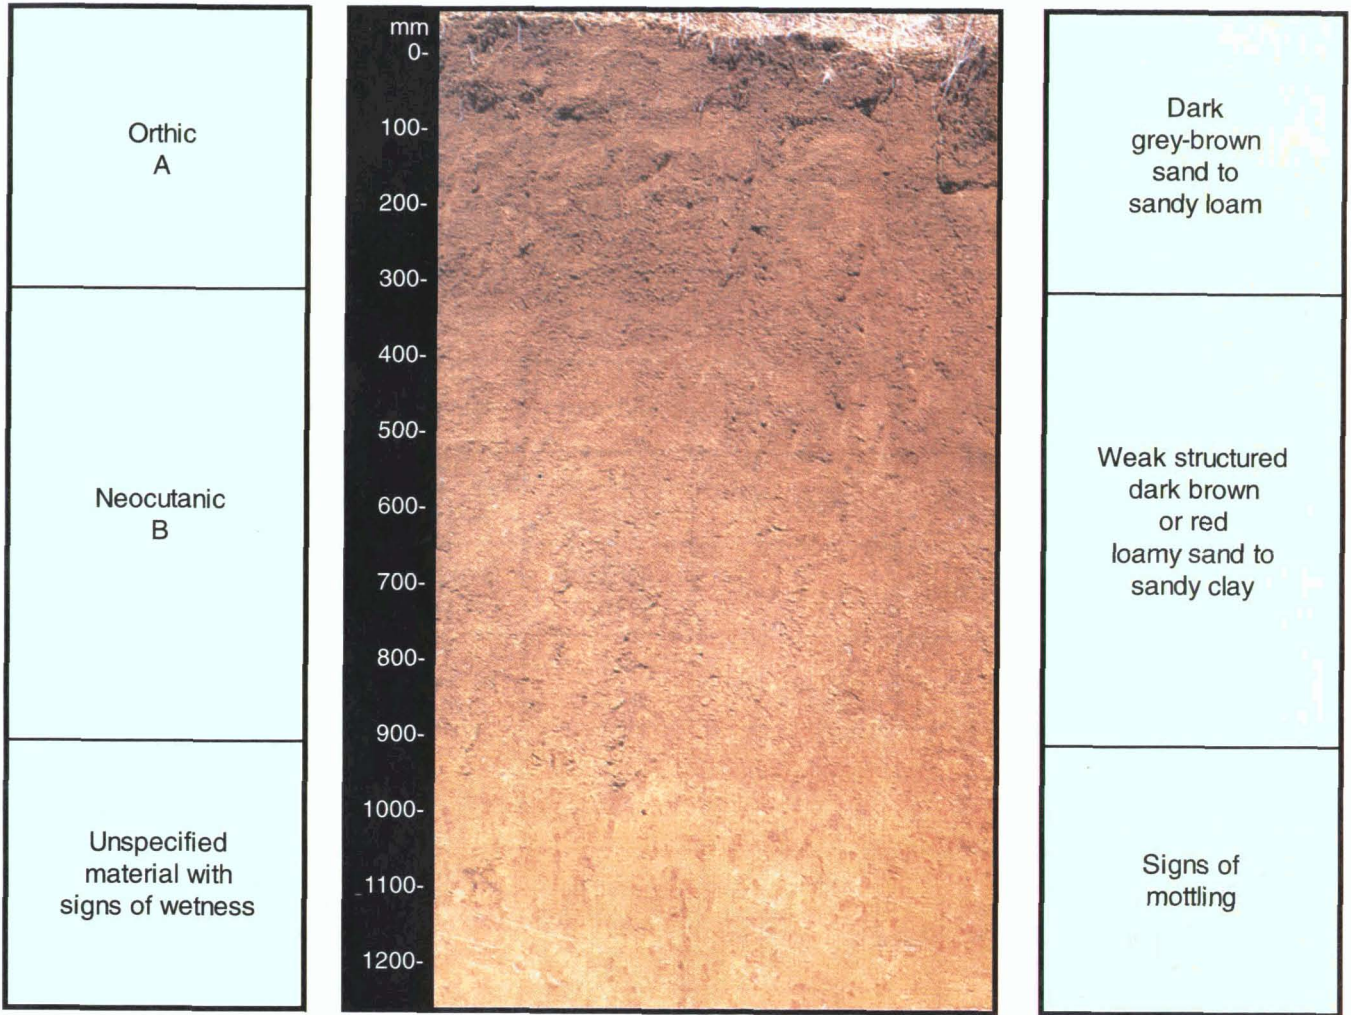 Orthic
A
Neocutanic
B
Unspecified
material with
signs of wetness
mm
0-
100-
200-
300-
400-
500-
600-
700-
800-
900-
1000-
1100-
1200-
Dark
grey-brown
sand to
sandy loam
Weak structured
dark brown
or red
loamy sand to
sandy clay
Signs of
mottling